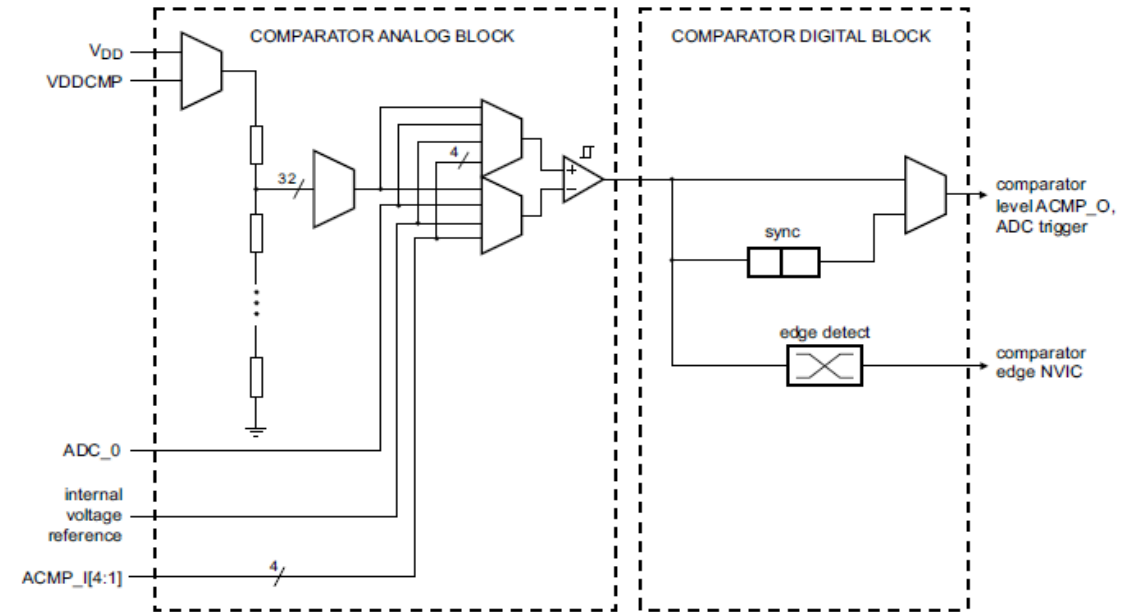 COMPARATOR ANALOG BLOCK
COMPARATOR DIGITAL BLOCK
VDD
VDDCMP
4
32
sync
comparator
level ACMP_O,
ADC trigger
edge detect
comparator
edge NVIC
ADC_0
internal
voltage
reference
ACMP_I[4:1]
4